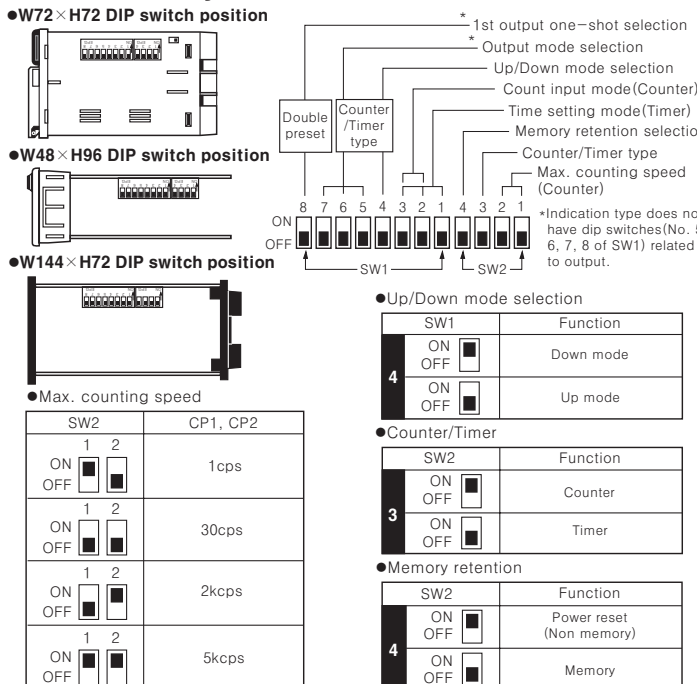 ●W72×H72 DIP switch position
●W48×H96 DIP switch position
●W144×H72 DIP switch position
* 1st output one-shot selection
* Output mode selection
Up/Down mode selection
Count input mode(Counter)
Time setting mode(Timer)
Memory retention selectio
Counter/Timer type
Max. counting speed
(Counter)
Double
preset
Counter
/Timer
type
8 7 6 5 4 3 2 1 4 3 2 1
ON
OFF
SW1 SW2
*Indication type does no
have dip switches(No. 5
6, 7, 8 of SW1) related
to output.
●Max. counting speed
SW2 CP1, CP2
1 2
ON
OFF
1cps
1 2
ON
OFF
30cps
1 2
ON
OFF
2kcps
1 2
ON
OFF
5kcps
●Up/Down mode selection
SW1 Function
4
ON
OFF
Down mode
ON
OFF
Up mode
●Counter/Timer
SW2 Function
3
ON
OFF
Counter
ON
OFF
Timer
●Memory retention
SW2 Function
4
ON
OFF
Power reset
(Non memory)
ON
OFF
Memory